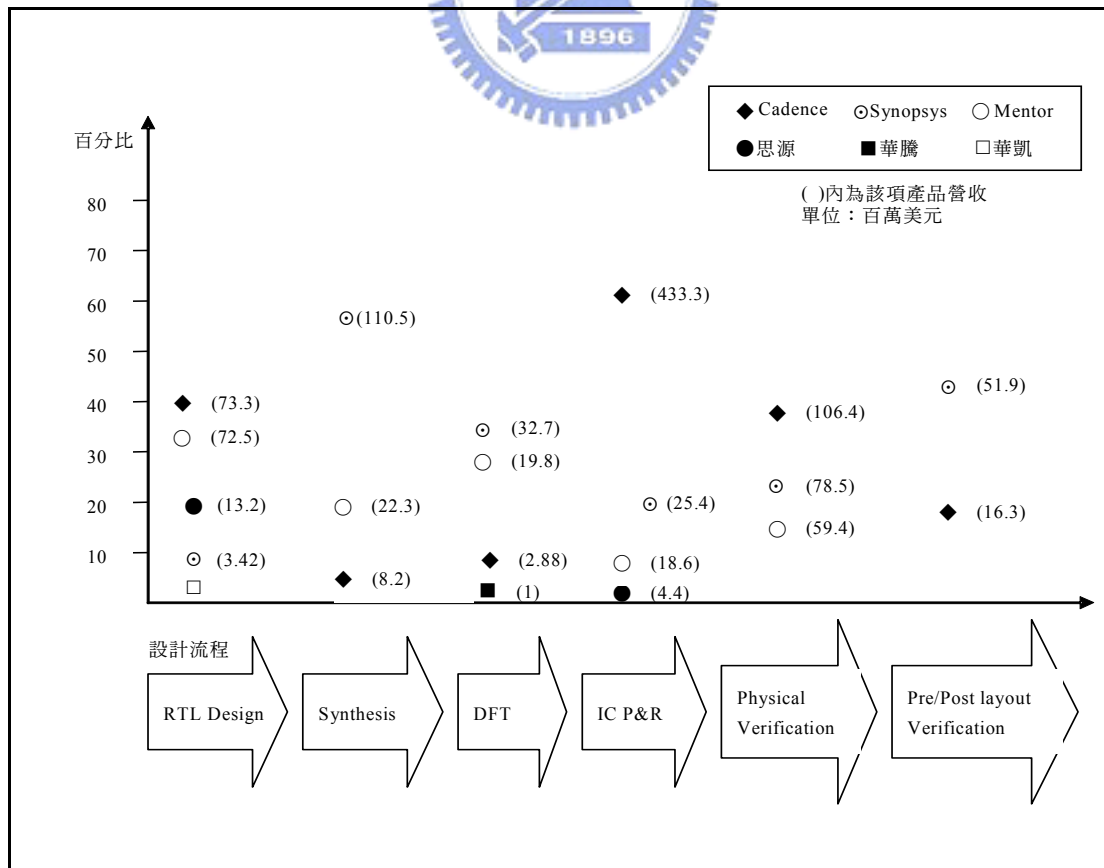 1896
◆ Cadence ⊙Synopsys ○ Mentor
●思源 ■華騰 □華凱
( )內為該項產品營收
單位：百萬美元
百分比
80
70
60
50
40
30
20
10
(73.3)
(72.5)
(13.2)
(3.42)
(110.5)
(22.3)
(8.2)
(32.7)
(19.8)
(2.88)
(1)
(433.3)
(25.4)
(18.6)
(4.4)
(106.4)
(78.5)
(59.4)
(51.9)
(16.3)
設計流程
RTL Design
Synthesis
DFT
IC P&R
Physical
Verification
Pre/Post layout
Verification